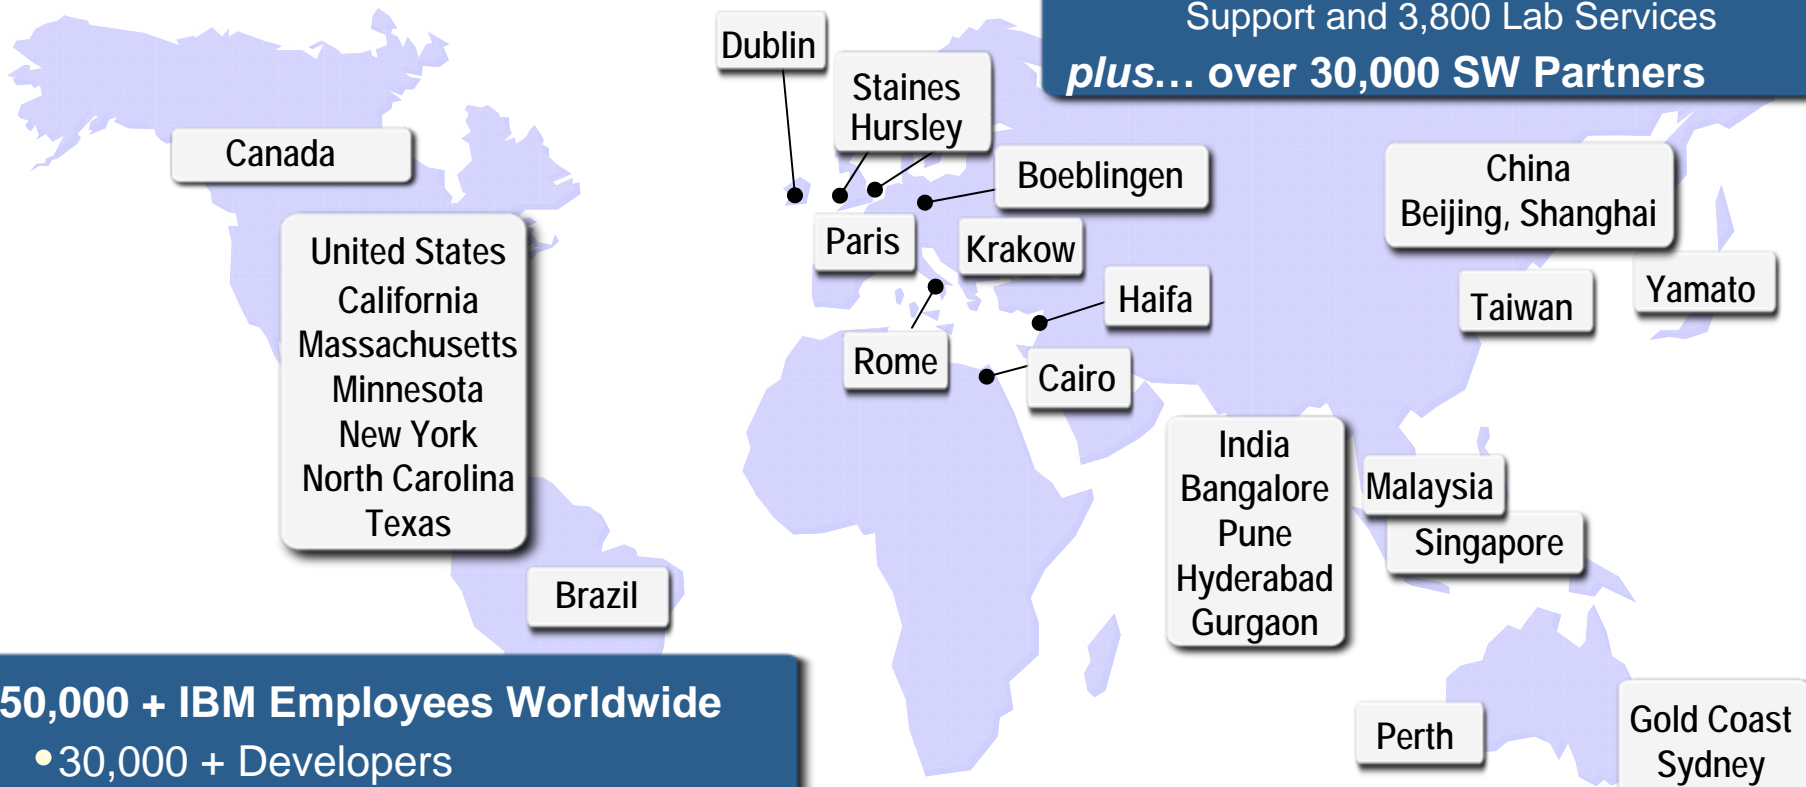 Support and 3,800 Lab Services
plus... over 30,000 SW Partners
Dublin
Staines
Hursley
Canada
Boeblingen
China
Beijing, Shanghai
United States
California
Massachusetts
Minnesota
New York
North Carolina
Texas
Paris
Krakow
Haifa
Taiwan
Yamato
Rome
Cairo
India
Bangalore
Pune
Hyderabad
Gurgaon
Malaysia
Singapore
Brazil
50,000 + IBM Employees Worldwide
•30,000 + Developers
Perth
Gold Coast
Sydney